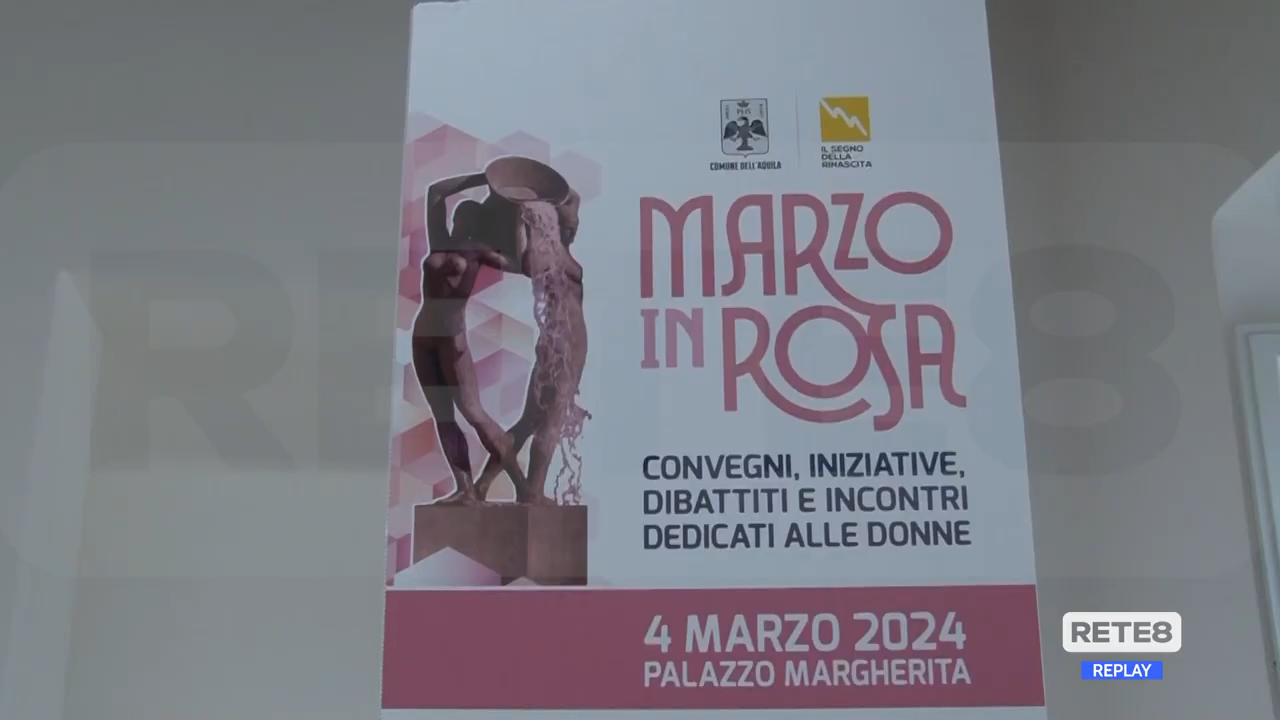 COMUNE DELL'AQUILA
IL SEGNO
DELLA
RINASCITA
MARZO
IN ROSA
CONVEGNI, INIZIATIVE,
DIBATTITI E INCONTRI
DEDICATI ALLE DONNE
4 MARZO 2024
PALAZZO MARGHERITA
RETE8
REPLAY
RETE8